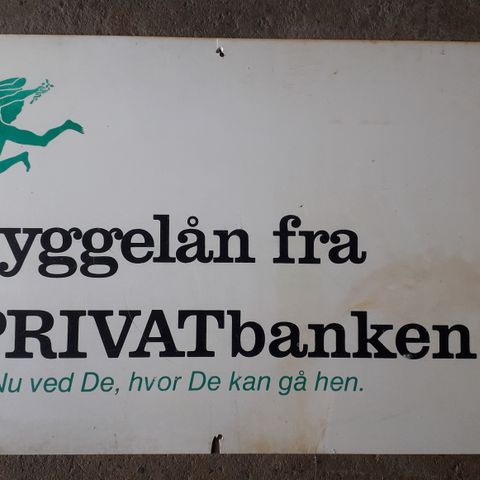 yggelån fra
PRIVATbanken
Nu ved De, hvor De kan gå hen.